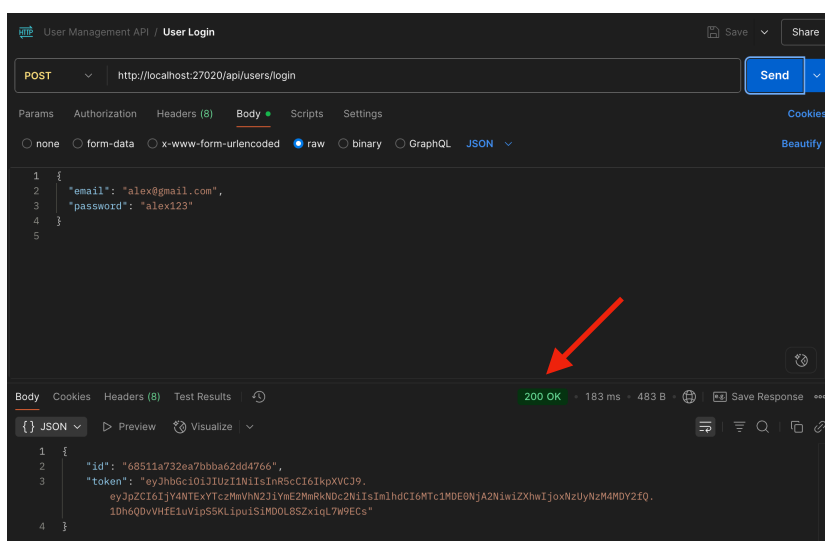 HTTP User Management API / User Login Save Share
POST http://localhost:27020/api/users/login Send
Params Authorization Headers (8) Body Scripts Settings Cookies
none form-data x-www-form-urlencoded raw binary GraphQL JSON Beautify
1 {
2 "email": "alex@gmail.com",
3 "password": "alex123"
4 }
5
Body Cookies Headers (8) Test Results 200 OK 183 ms 483 B Save Response
{} JSON Preview Visualize
1 {
2 "id": "68511a732ea7bbba62dd4766",
3 "token": "eyJhbGciOiJIUzI1NiIsInR5cCI6IkpXVCJ9.
eyJpZCI6IjY4NTExYTczMmVhN2JiYmE2MmRkNDc2NiIsImlhdCI6MTc1MDE0NjA2NiwiZXhwIjoxNzUyNzM4MDY2fQ.
1Dh6QDvVHfE1uVipS5KLipuiSiMDOL8SZxiqL7W9ECs"
4 }